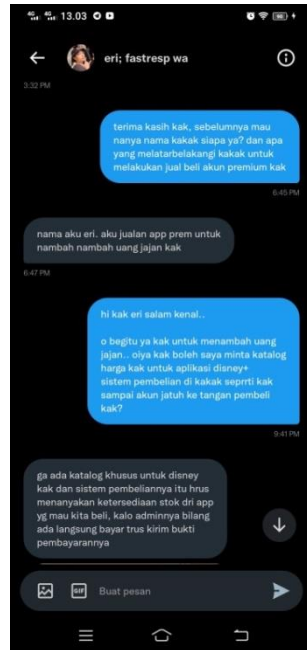 4G 4G 13.03
eri; fastresp wa
3:32 PM
terima kasih kak, sebelumnya mau
nanya nama kakak siapa ya? dan apa
yang melatarbelakangi kakak untuk
melakukan jual beli akun premium kak
6:45 PM
nama aku eri. aku jualan app prem untuk
nambah nambah uang jajan kak
6:47 PM
hi kak eri salam kenal..
o begitu ya kak untuk menambah uang
jajan.. oiya kak boleh saya minta katalog
harga kak untuk aplikasi disney+
sistem pembelian di kakak seprrti kak
sampai akun jatuh ke tangan pembeli
kak?
9:41 PM
ga ada katalog khusus untuk disney
kak dan sistem pembeliannya itu hrus
menanyakan ketersediaan stok dri app
yg mau kita beli, kalo adminnya bilang
ada langsung bayar trus kirim bukti
pembayarannya
GIF Buat pesan